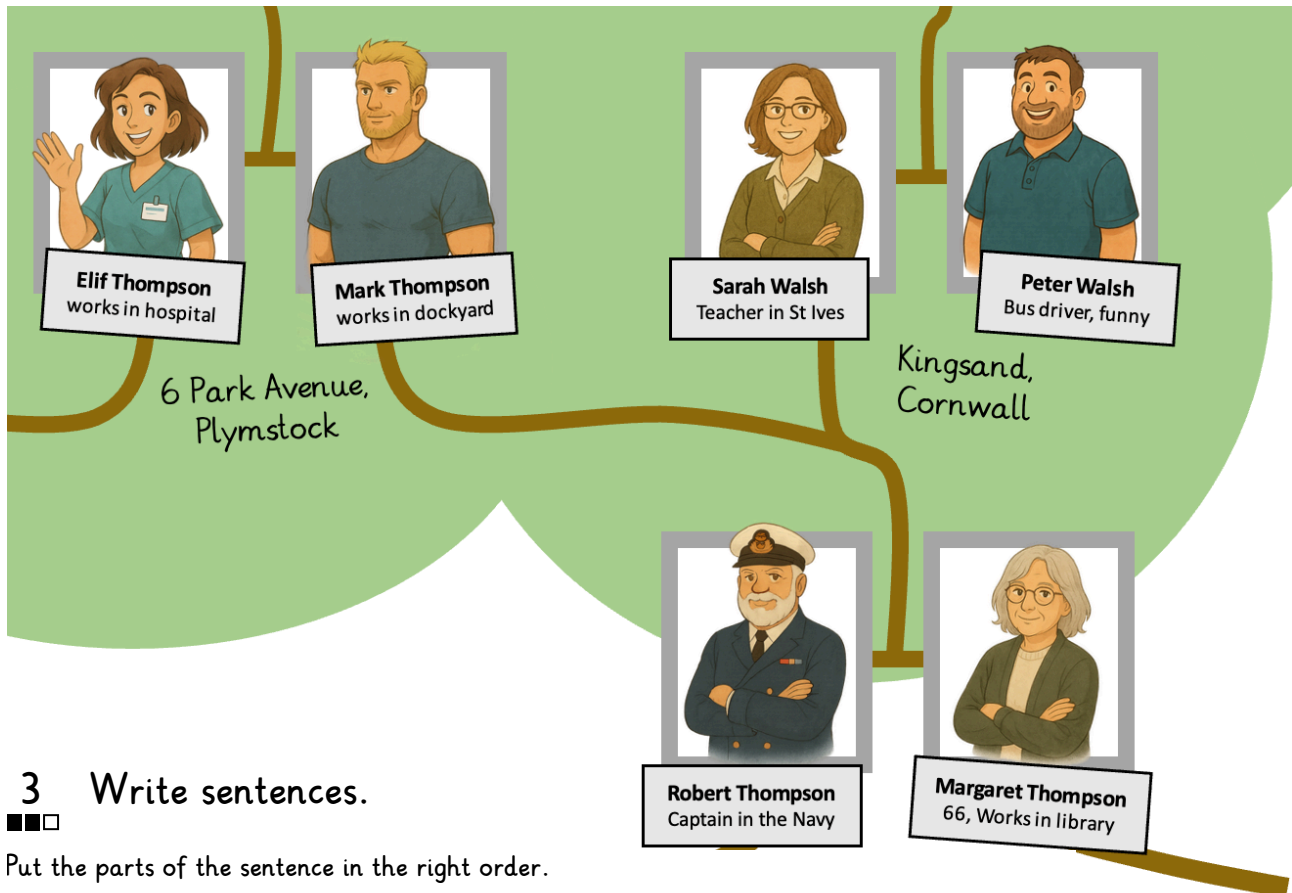 Elif Thompson
works in hospital
Mark Thompson
works in dockyard
Sarah Walsh
Teacher in St Ives
Peter Walsh
Bus driver, funny
6 Park Avenue,
Plymstock
Kingsand,
Cornwall
Robert Thompson
Captain in the Navy
Margaret Thompson
66, Works in library
3 Write sentences.
Put the parts of the sentence in the right order.